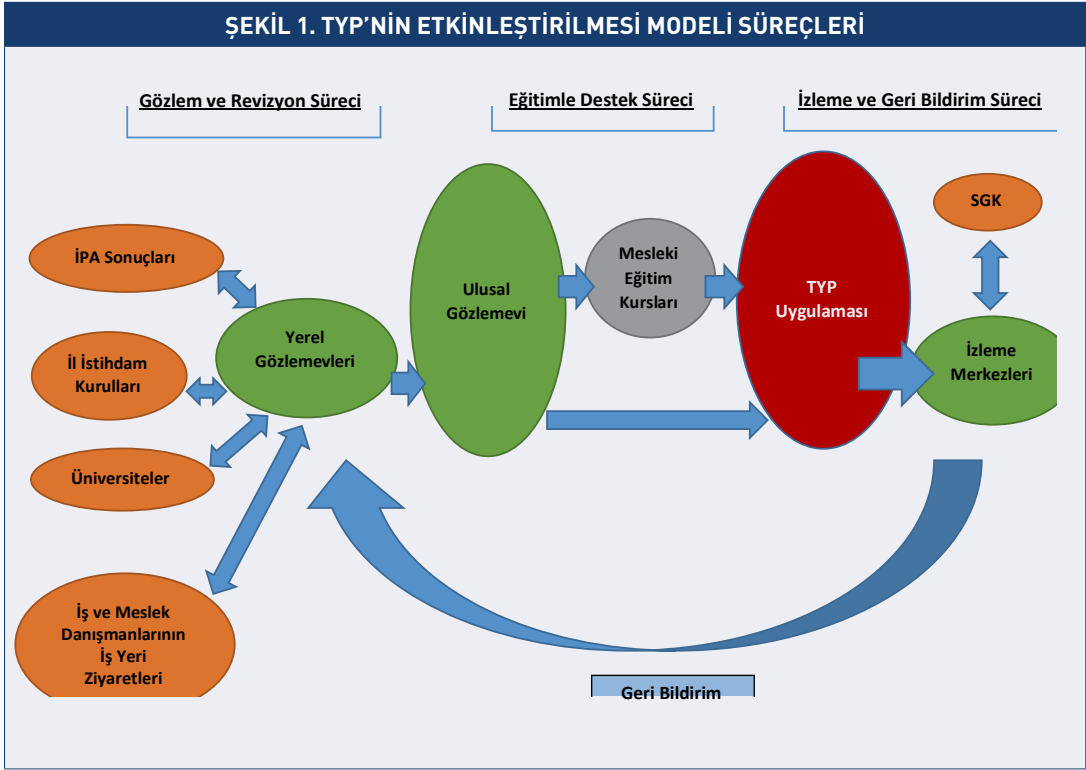 ŞEKİL 1. TYP'NİN ETKİNLEŞTİRİLMESİ MODELİ SÜREÇLERİ
Gözlem ve Revizyon Süreci
Eğitimle Destek Süreci
İzleme ve Geri Bildirim Süreci
SGK
İPA Sonuçları
Mesleki
Eğitim
Kursları
Ulusal
Gözlemevi
TYP
Uygulaması
Yerel
Gözlemevleri
İzleme
Merkezleri
İl İstihdam
Kurulları
Üniversiteler
İş ve Meslek
Danışmanlarının
İş Yeri
Ziyaretleri
Geri Bildirim